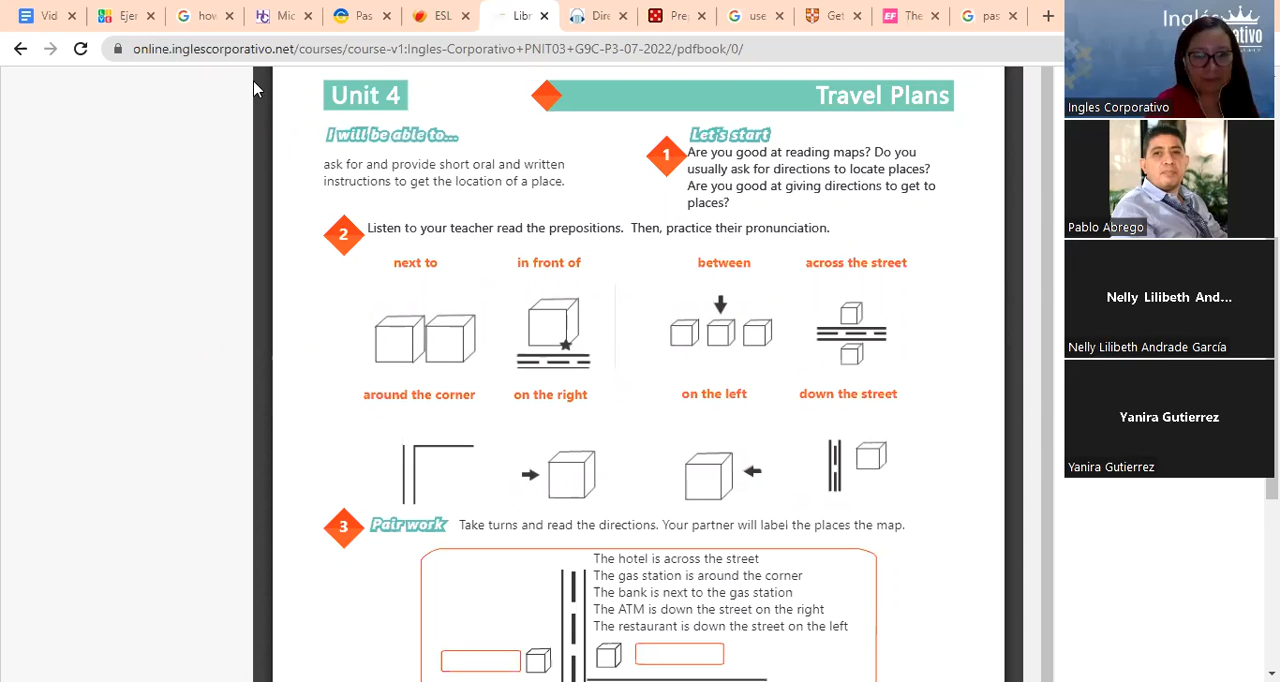 Vid
Ejer
how
Mic
Pas
ESL
Libr
Dire
Prep
use
Get
EF The
pas
online.inglescorporativo.net/courses/course-v1:Ingles-Corporativo+PNIT03+G9C-P3-07-2022/pdfbook/0/
Unit 4
Travel Plans
I will be able to...
ask for and provide short oral and written
instructions to get the location of a place.
1
Let's start
Are you good at reading maps? Do you
usually ask for directions to locate places?
Are you good at giving directions to get to
places?
2
Listen to your teacher read the prepositions. Then, practice their pronunciation.
next to
in front of
between
across the street
around the corner
on the right
on the left
down the street
3
Pair work
Take turns and read the directions. Your partner will label the places the map.
The hotel is across the street
The gas station is around the corner
The bank is next to the gas station
The ATM is down the street on the right
The restaurant is down the street on the left
Ingles Corporativo
Pablo Abrego
Nelly Lilibeth And...
Nelly Lilibeth Andrade García
Yanira Gutierrez
Yanira Gutierrez